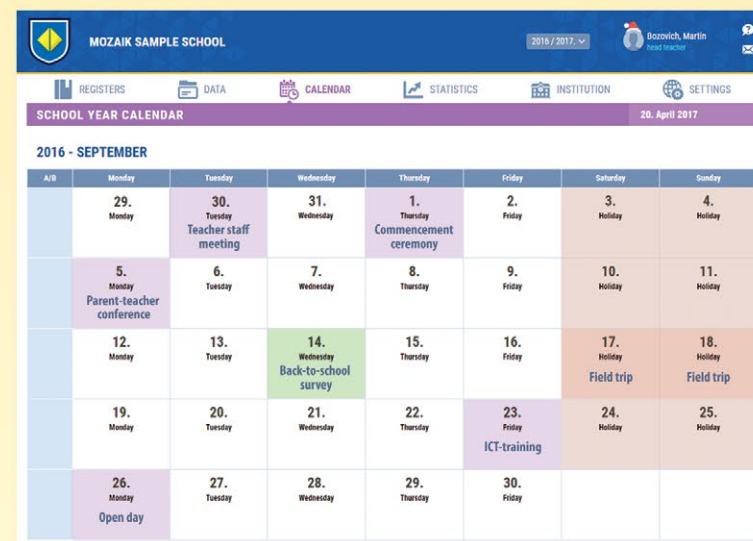 MOZAIK SAMPLE SCHOOL
2016 / 2017.
Bozovich, Martin
head teacher
REGISTERS
DATA
CALENDAR
STATISTICS
INSTITUTION
SETTINGS
SCHOOL YEAR CALENDAR
20. April 2017
2016 - SEPTEMBER
A/B Monday Tuesday Wednesday Thursday Friday Saturday Sunday
29. 30. 31. 1. 2. 3. 4.
Monday Tuesday Wednesday Thursday Friday Holiday Holiday
Teacher staff Commencement
meeting ceremony
5. 6. 7. 8. 9. 10. 11.
Monday Tuesday Wednesday Thursday Friday Holiday Holiday
Parent-teacher
conference
12. 13. 14. 15. 16. 17. 18.
Monday Tuesday Wednesday Thursday Friday Holiday Holiday
Back-to-school Field trip Field trip
survey
19. 20. 21. 22. 23. 24. 25.
Monday Tuesday Wednesday Thursday Friday Holiday Holiday
ICT-training
26. 27. 28. 29. 30.
Monday Tuesday Wednesday Thursday Friday
Open day